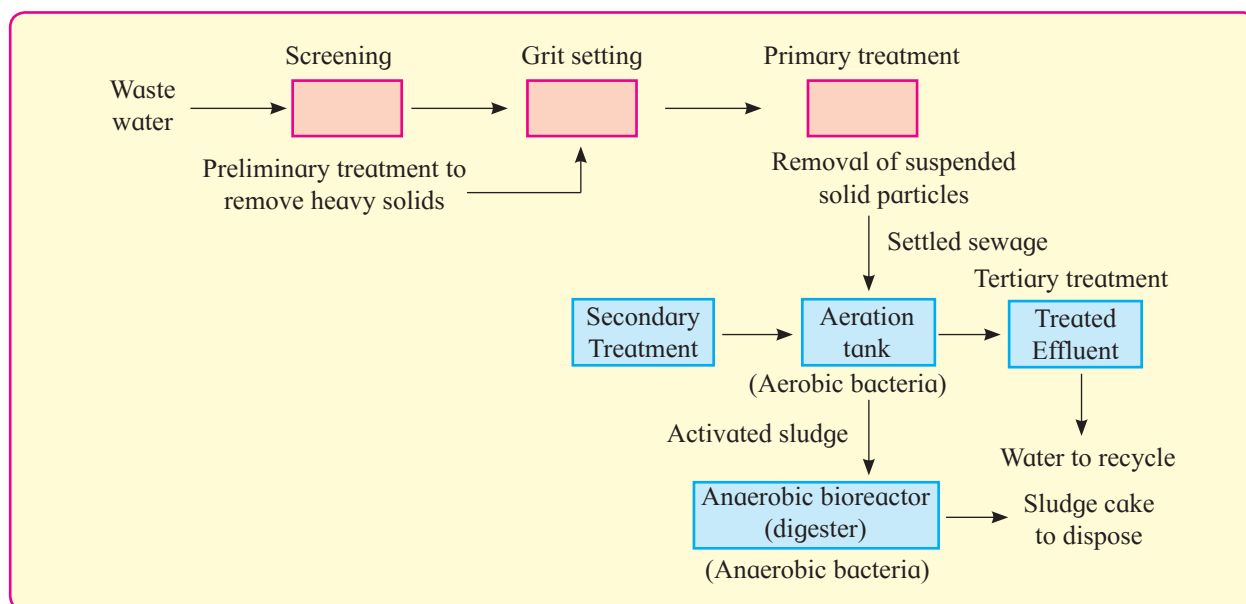 Screening
Grit setting
Primary treatment
Waste
water
Preliminary treatment to
remove heavy solids
Removal of suspended
solid particles
Settled sewage
Tertiary treatment
Secondary
Treatment
Aeration
tank
Treated
Effluent
(Aerobic bacteria)
Activated sludge
Water to recycle
Anaerobic bioreactor
(digester)
Sludge cake
to dispose
(Anaerobic bacteria)